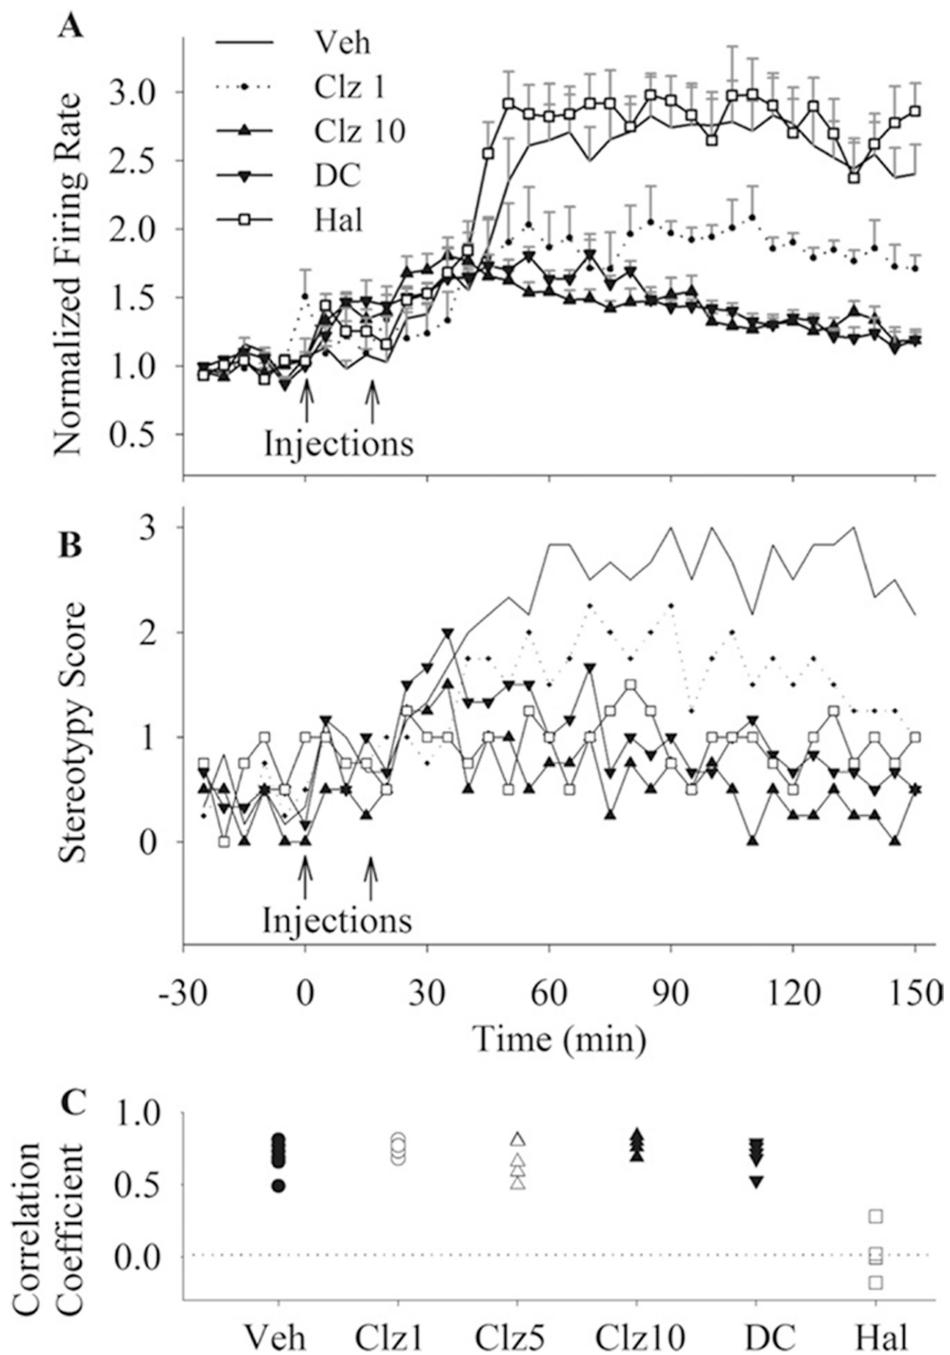 A
Veh
Clz 1
Clz 10
DC
Hal
Normalized Firing Rate
3.0
2.5
2.0
1.5
1.0
0.5
Injections
B
Stereotypy Score
3
2
1
0
Injections
-30 0 30 60 90 120 150
Time (min)
C
Correlation
Coefficient
1.0
0.5
0.0
Veh Clz1 Clz5 Clz10 DC Hal